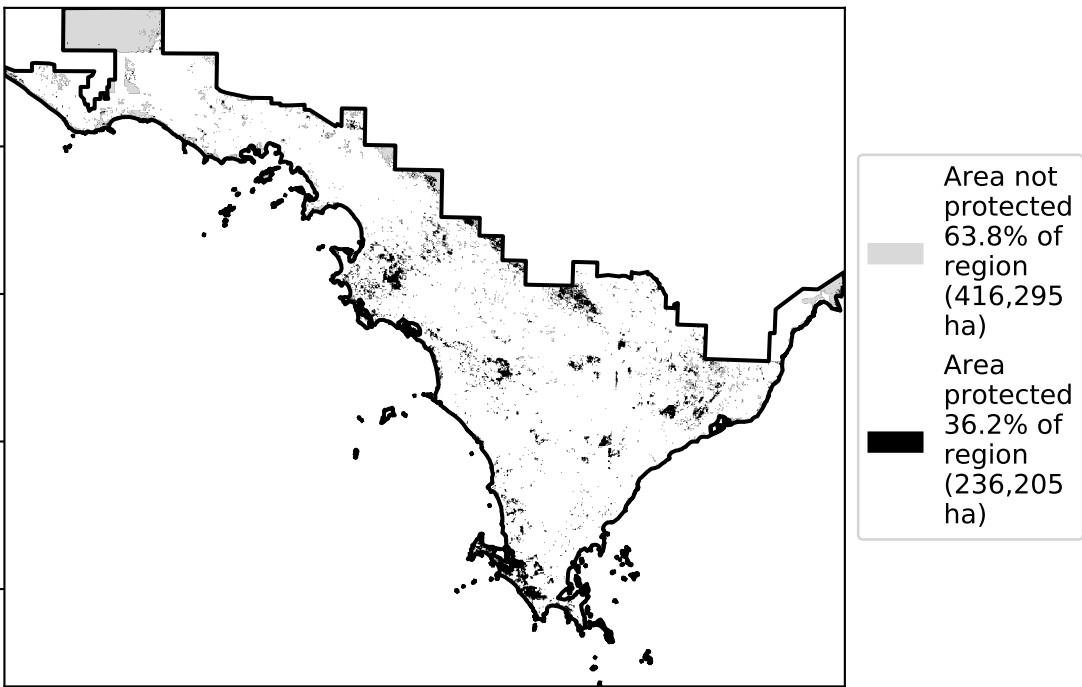 Area not
protected
63.8% of
region
(416,295
ha)
Area
protected
36.2% of
region
(236,205
ha)